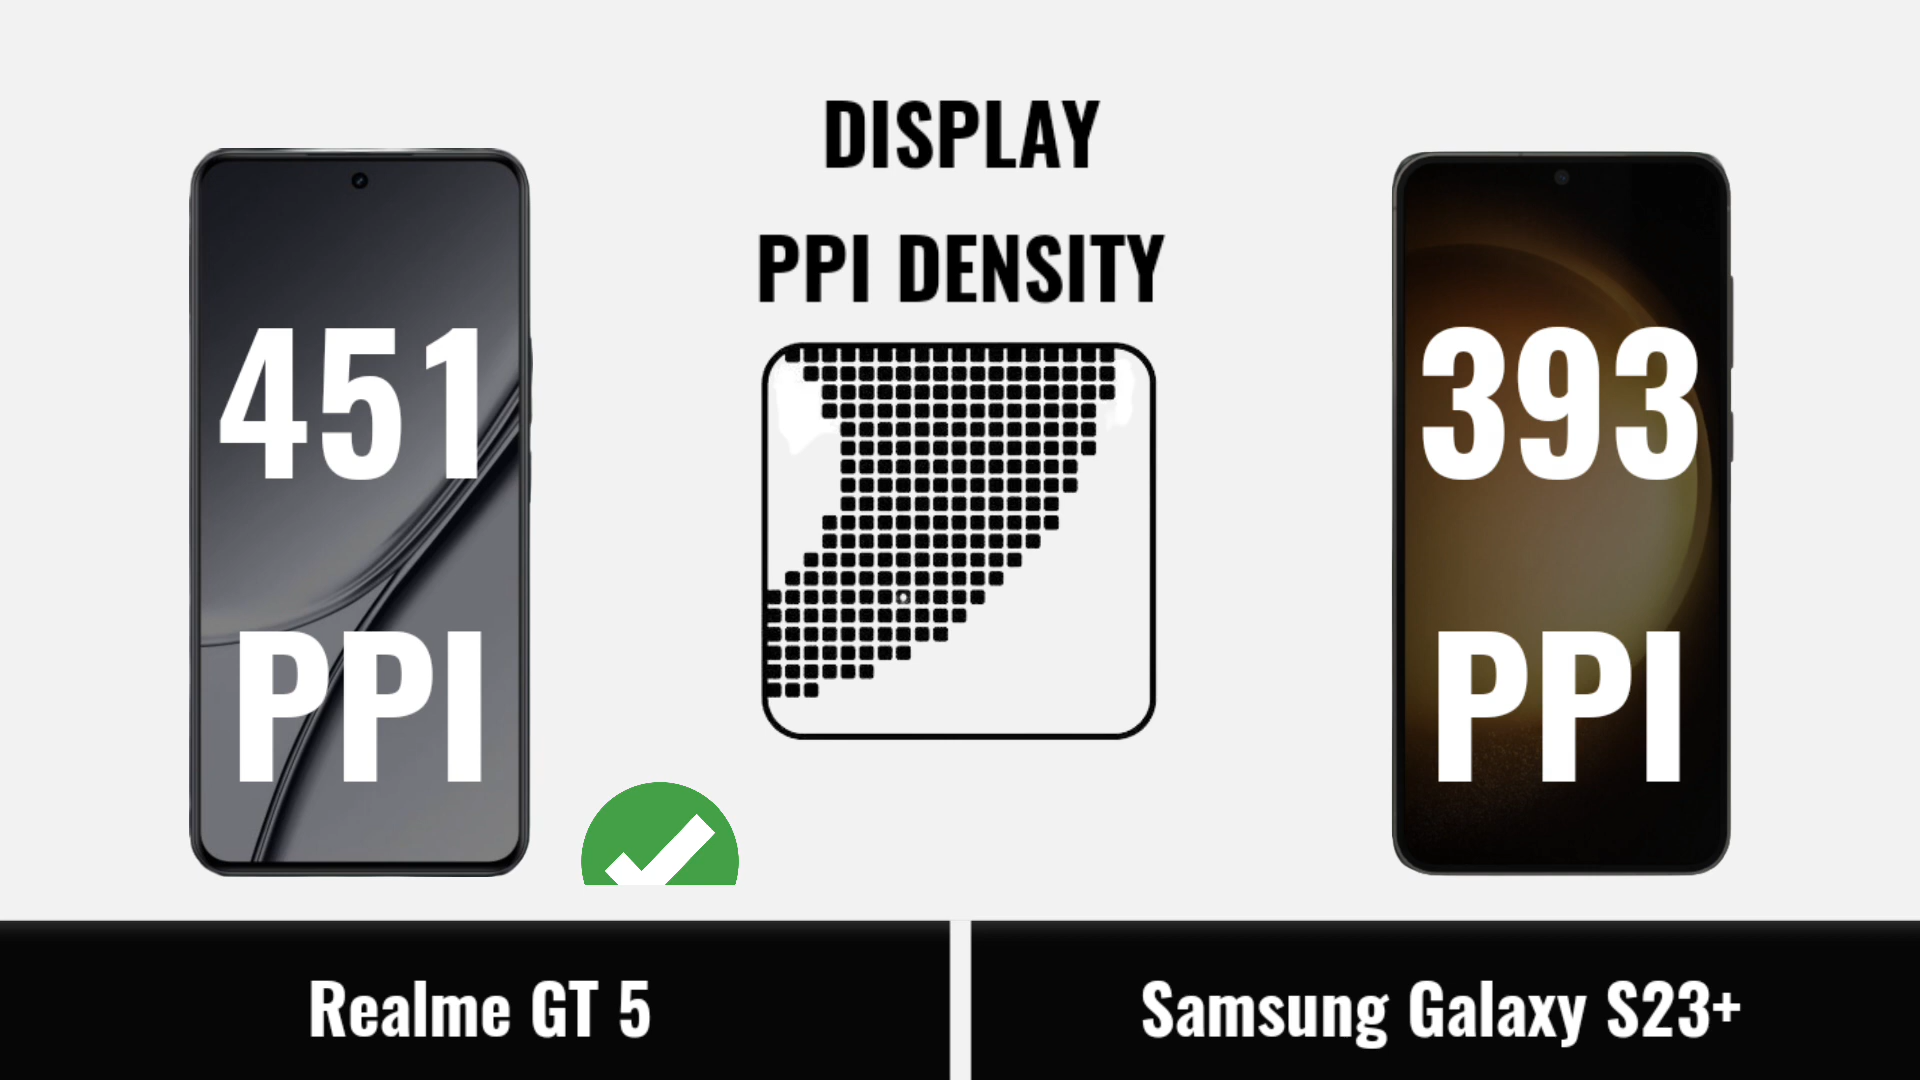 DISPLAY
PPI DENSITY
451
PPI
393
PPI
Realme GT 5
Samsung Galaxy S23+